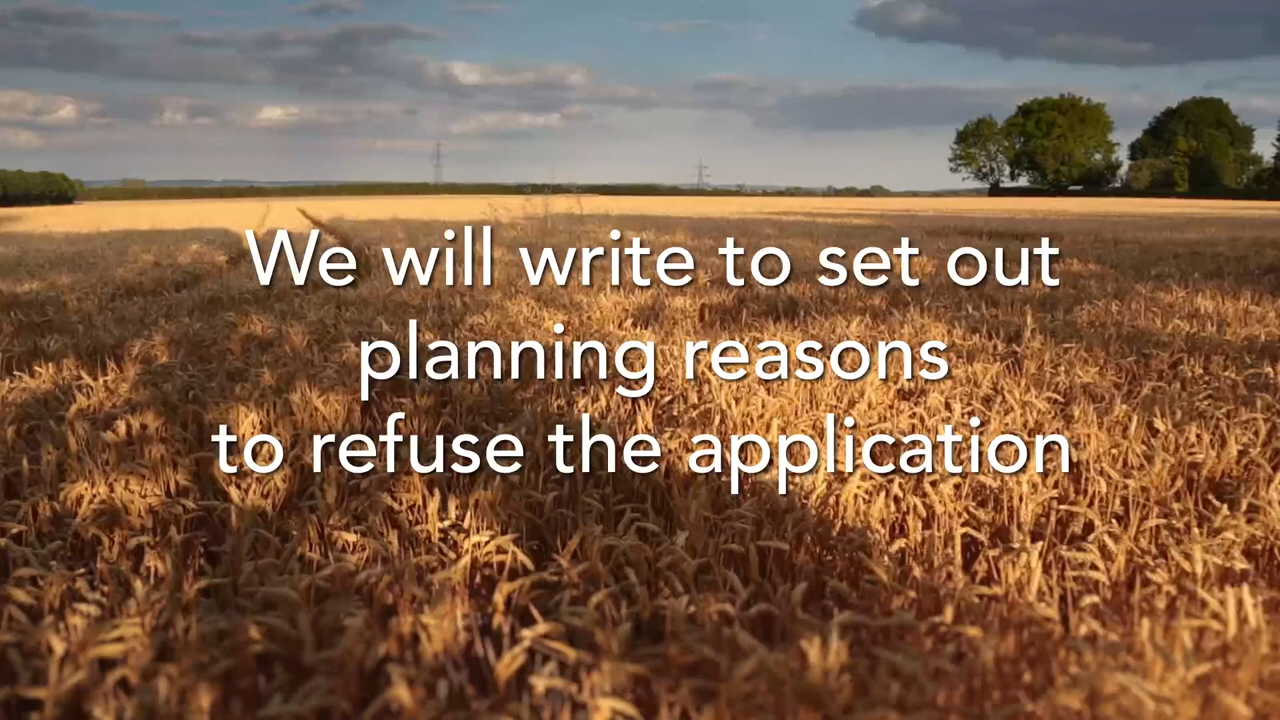 We will write to set out
planning reasons
to refuse the application